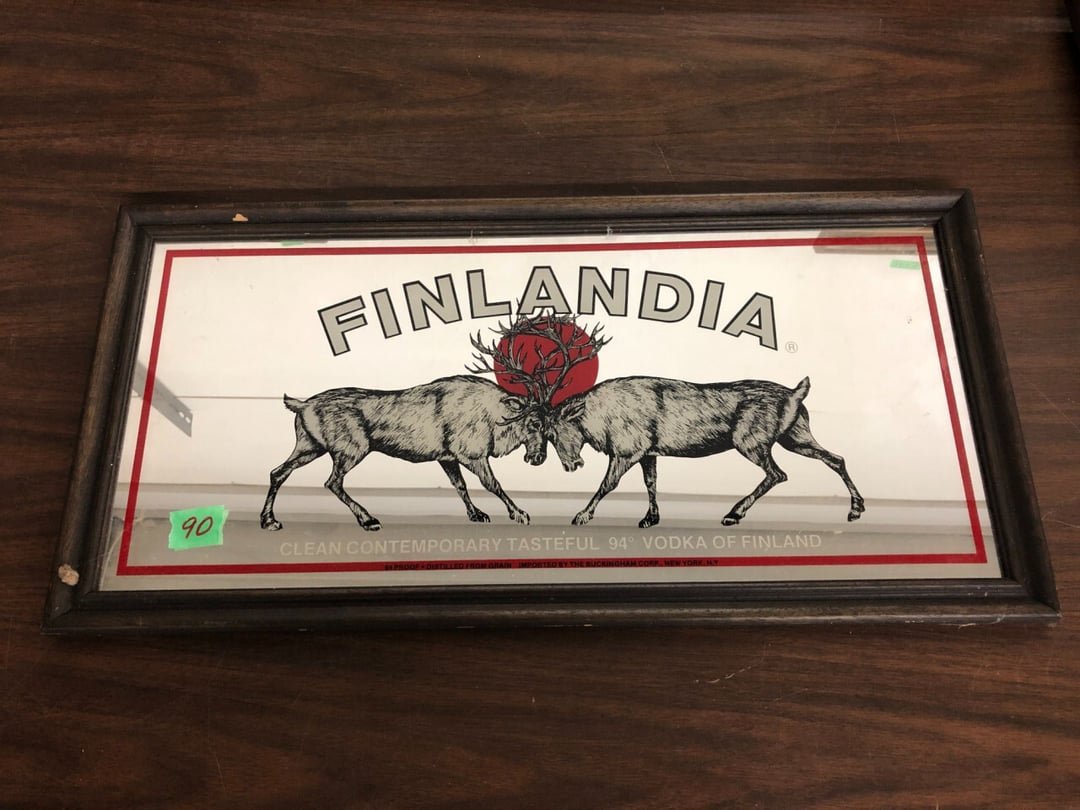 FINLANDIA
®
90
CLEAN CONTEMPORARY TASTEFUL 94° VODKA OF FINLAND
94 PROOF • DISTILLED FROM GRAIN IMPORTED BY THE BUCKINGHAM CORP., NEW YORK, N.Y